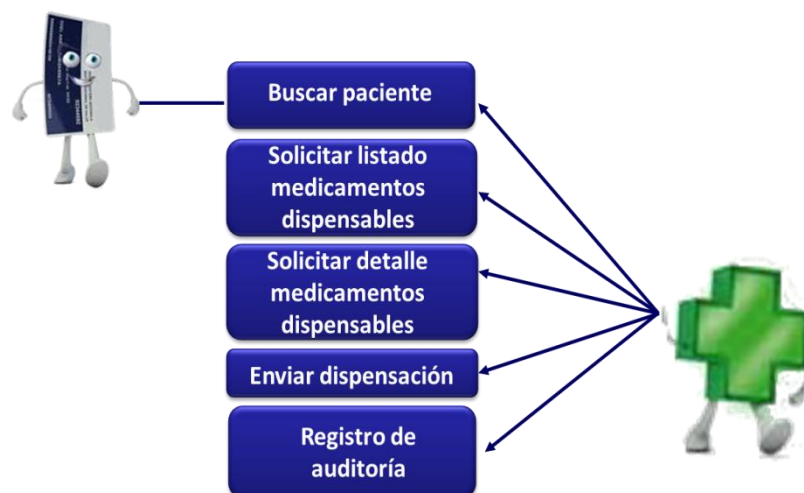 Buscar paciente
Solicitar listado
medicamentos
dispensables
Solicitar detalle
medicamentos
dispensables
Enviar dispensación
Registro de
auditoría